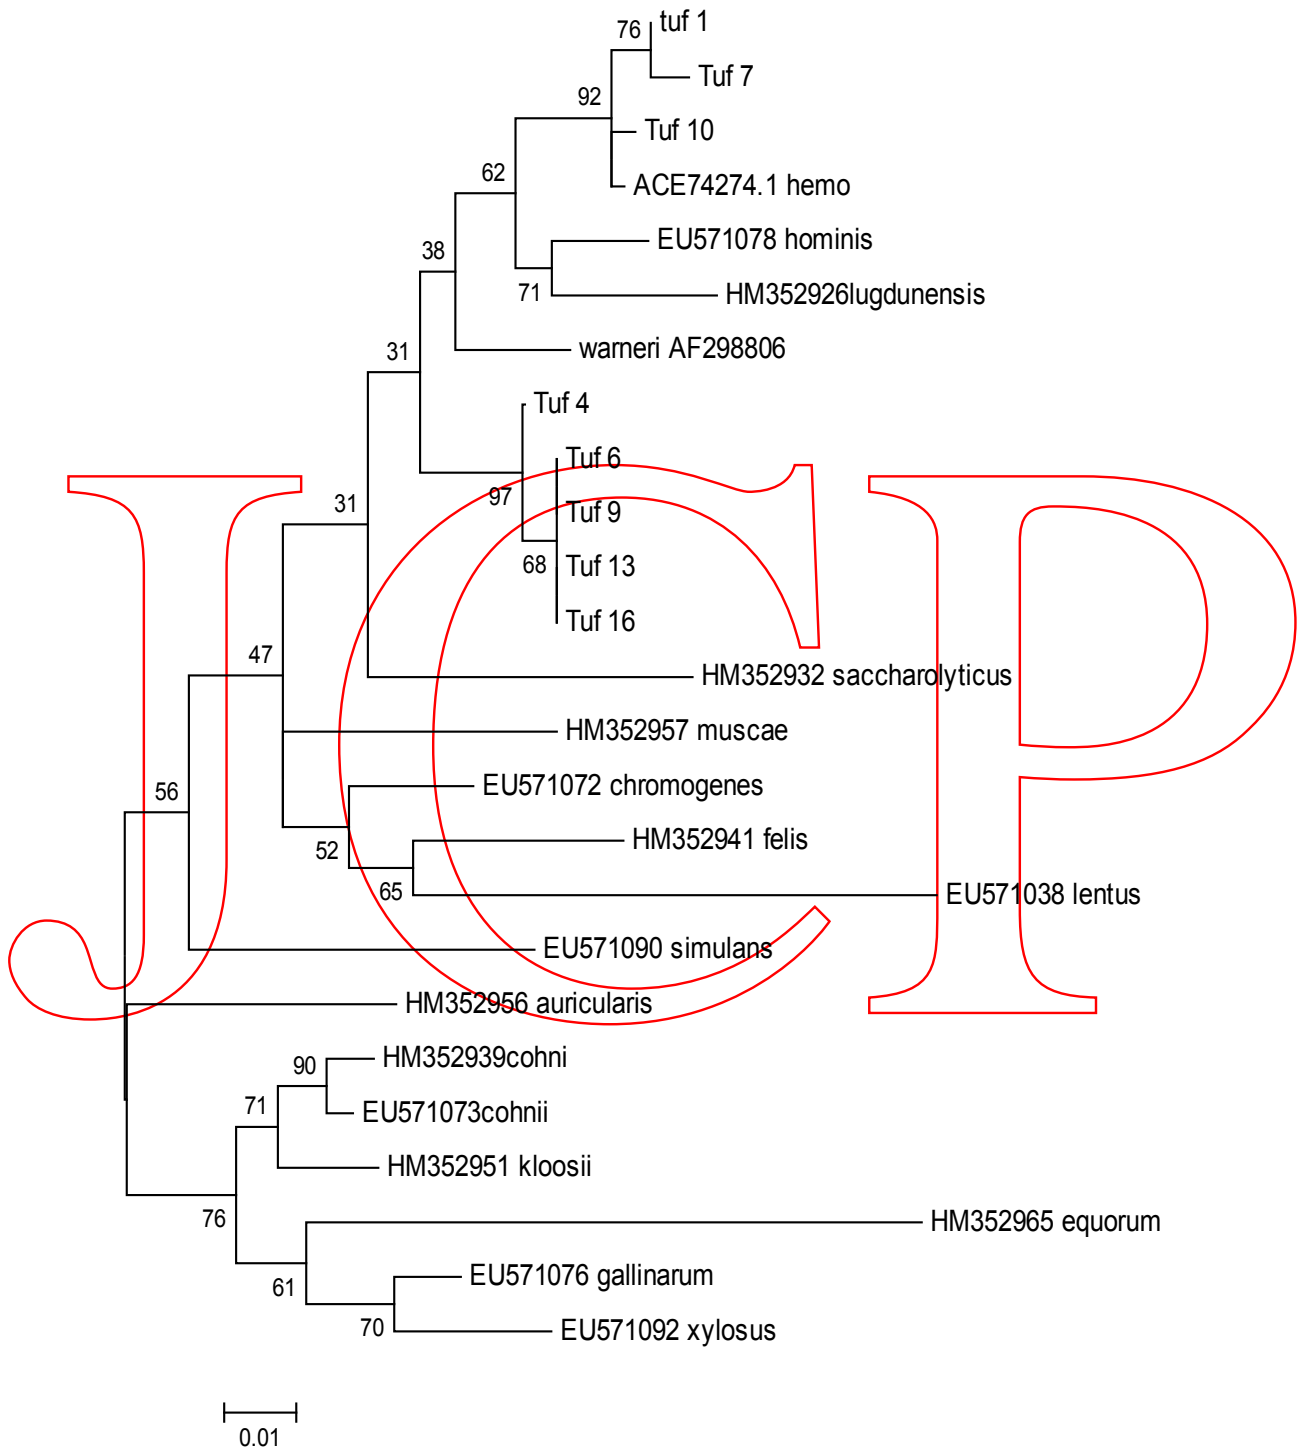 76
tuf 1
Tuf 7
92
Tuf 10
62
ACE74274.1 hemo
38
EU571078 hominis
71
HM352926lugdunensis
31
warneri AF298806
Tuf 4
Tuf 6
31
97
Tuf 9
68
Tuf 13
Tuf 16
47
HM352932 saccharolyticus
HM352957 muscae
56
EU571072 chromogenes
52
HM352941 felis
65
EU571038 lentus
EU571090 simulans
HM352956 auricularis
90
HM352939cohni
71
EU571073cohnii
HM352951 kloosii
76
HM352965 equorum
61
EU571076 gallinarum
70
EU571092 xylosus
0.01
JCP